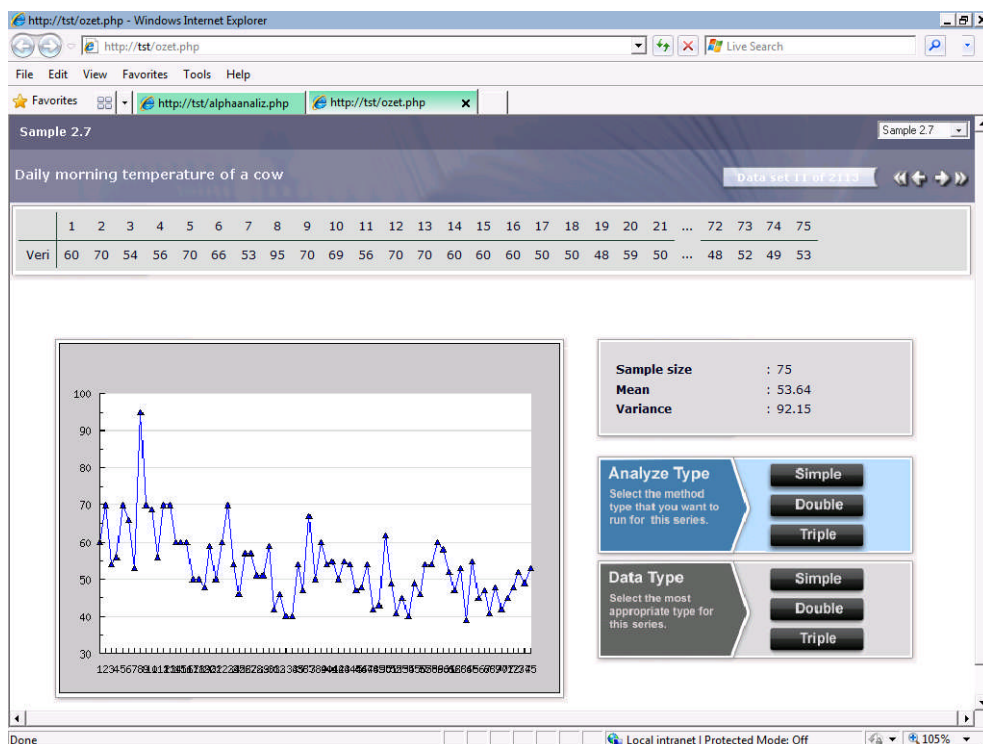 http://tst/ozet.php - Windows Internet Explorer
http://tst/ozet.php
Live Search
File Edit View Favorites Tools Help
Favorites
http://tst/alphaanaliz.php
http://tst/ozet.php
Sample 2.7
Sample 2.7
Daily morning temperature of a cow
Data set 11 of 2113
1 2 3 4 5 6 7 8 9 10 11 12 13 14 15 16 17 18 19 20 21 ... 72 73 74 75
Veri 60 70 54 56 70 66 53 95 70 69 56 70 70 60 60 60 50 50 48 59 50 ... 48 52 49 53
100
90
80
70
60
50
40
30
Sample size : 75
Mean : 53.64
Variance : 92.15
Analyze Type
Select the method
type that you want to
run for this series.
Simple
Double
Triple
Data Type
Select the most
appropriate type for
this series.
Simple
Double
Triple
Done
Local intranet | Protected Mode: Off
105%